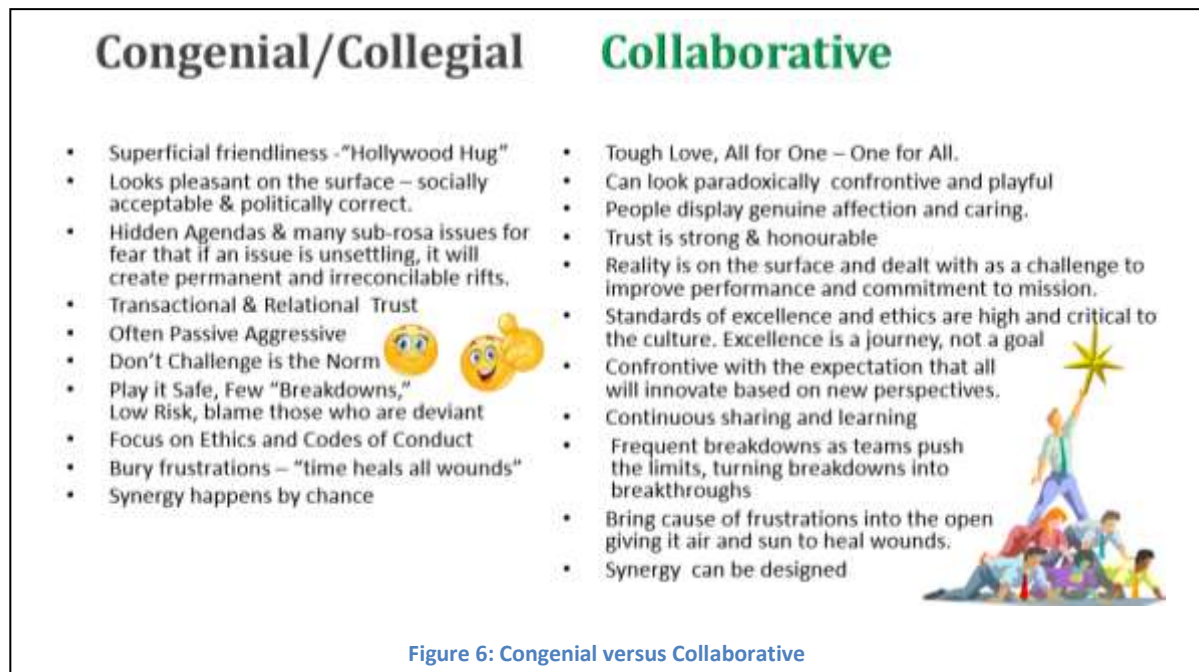 Congenial/Collegial
• Superficial friendliness -"Hollywood Hug"
• Looks pleasant on the surface – socially
acceptable & politically correct.
• Hidden Agendas & many sub-rosa issues for
fear that if an issue is unsettling, it will
create permanent and irreconcilable rifts.
• Transactional & Relational Trust
• Often Passive Aggressive
• Don't Challenge is the Norm
• Play it Safe, Few "Breakdowns,"
Low Risk, blame those who are deviant
• Focus on Ethics and Codes of Conduct
• Bury frustrations – "time heals all wounds"
• Synergy happens by chance
Collaborative
• Tough Love, All for One – One for All.
• Can look paradoxically confrontive and playful
• People display genuine affection and caring.
• Trust is strong & honourable
• Reality is on the surface and dealt with as a challenge to
improve performance and commitment to mission.
• Standards of excellence and ethics are high and critical to
the culture. Excellence is a journey, not a goal
• Confrontive with the expectation that all
will innovate based on new perspectives.
• Continuous sharing and learning
• Frequent breakdowns as teams push
the limits, turning breakdowns into
breakthroughs
• Bring cause of frustrations into the open
giving it air and sun to heal wounds.
• Synergy can be designed
Figure 6: Congenial versus Collaborative